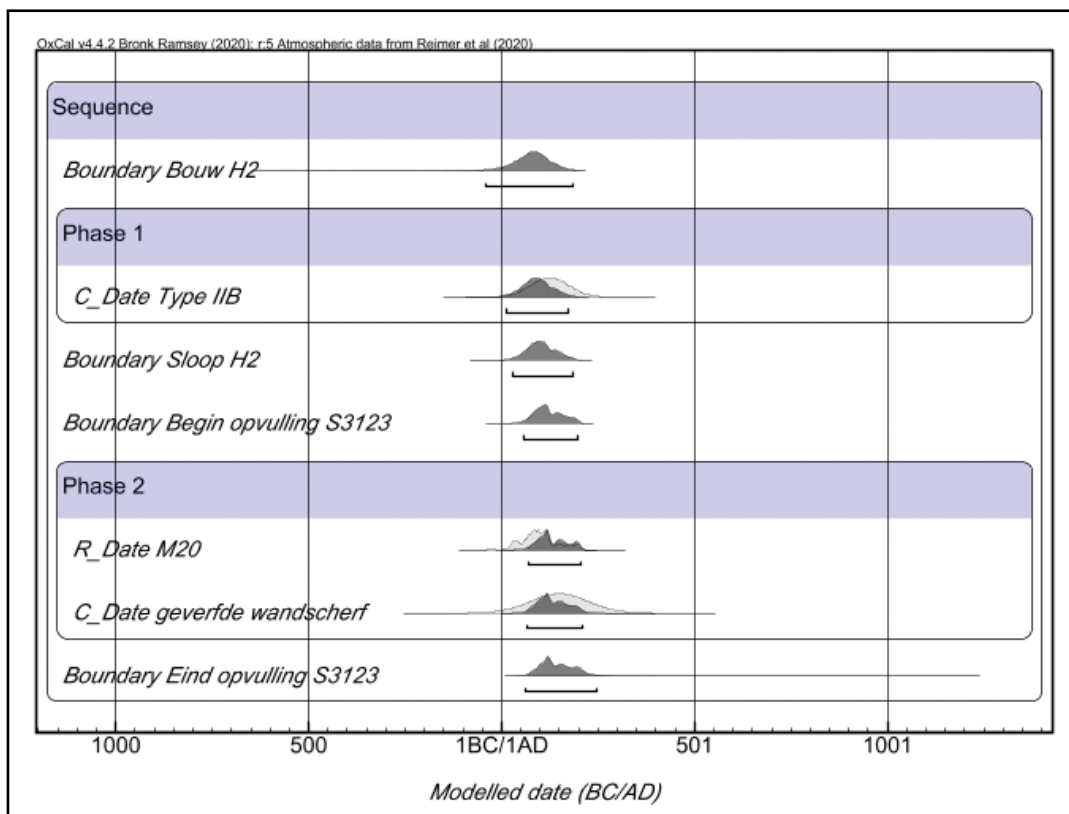 OxCal v4.4.2 Bronk Ramsey (2020); r:5 Atmospheric data from Reimer et al (2020)
Sequence
Boundary Bouw H2
Phase 1
C_Date Type IIB
Boundary Sloop H2
Boundary Begin opvulling S3123
Phase 2
R_Date M20
C_Date geverfde wandscherf
Boundary Eind opvulling S3123
1000 500 1BC/1AD 501 1001
Modelled date (BC/AD)